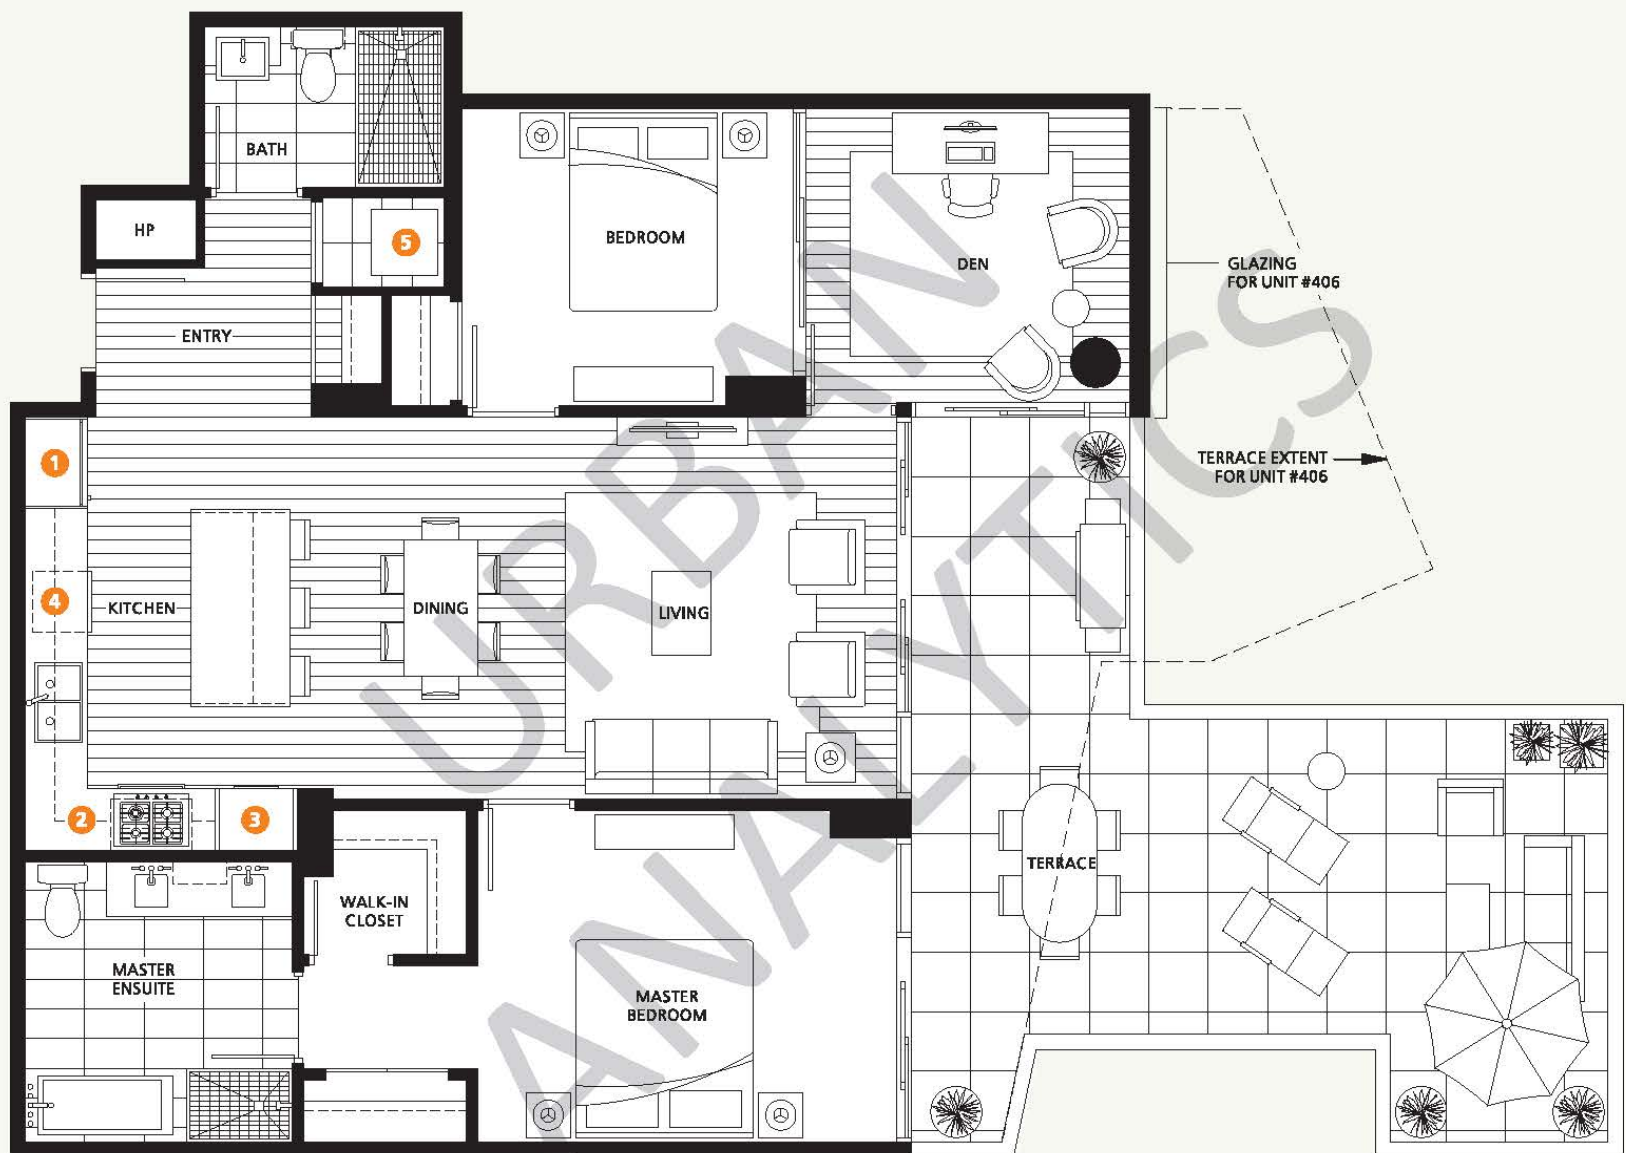 BATH
HP
5
BEDROOM
DEN
GLAZING
FOR UNIT #406
ENTRY
1
TERRACE EXTENT
FOR UNIT #406
4
KITCHEN
DINING
LIVING
2
3
TERRACE
WALK-IN
CLOSET
MASTER
ENSUITE
MASTER
BEDROOM
URBAN
ANALYTICS